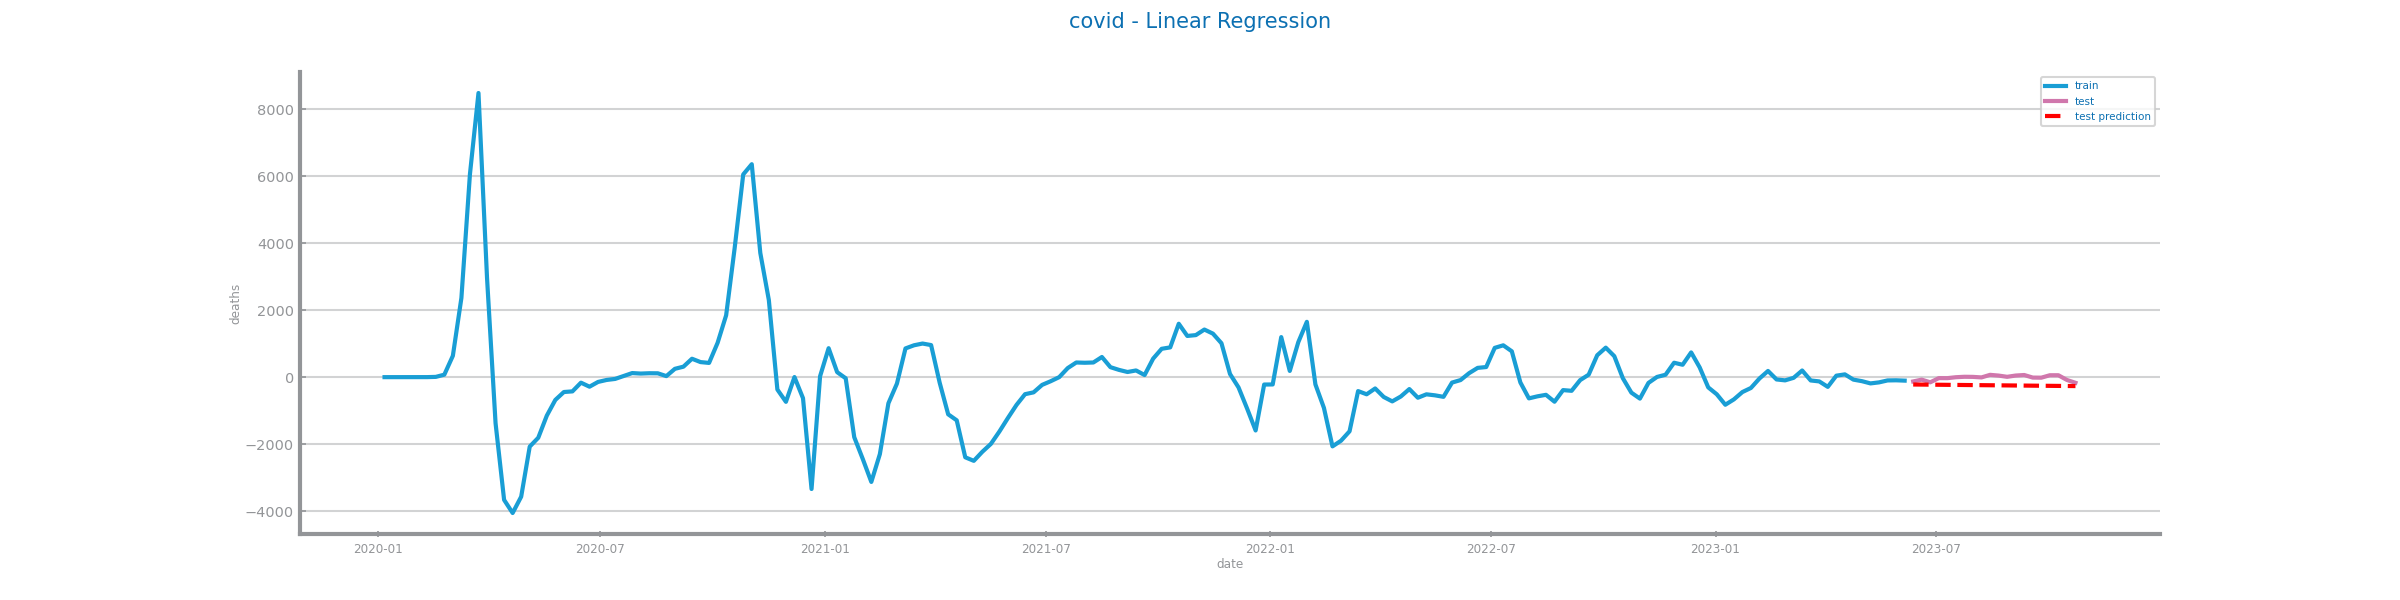 covid - Linear Regression
train
test
test prediction
8000
6000
4000
2000
0
−2000
−4000
deaths
2020-01
2020-07
2021-01
2021-07
2022-01
2022-07
2023-01
2023-07
date